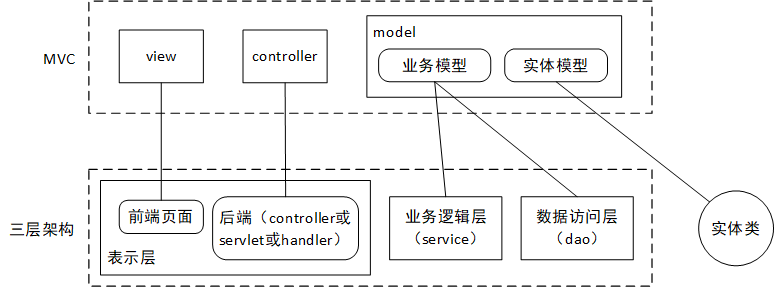 MVC
view
controller
model
业务模型
实体模型
三层架构
前端页面
后端（controller或
servlet或handler）
表示层
业务逻辑层
（service）
数据访问层
（dao）
实体类